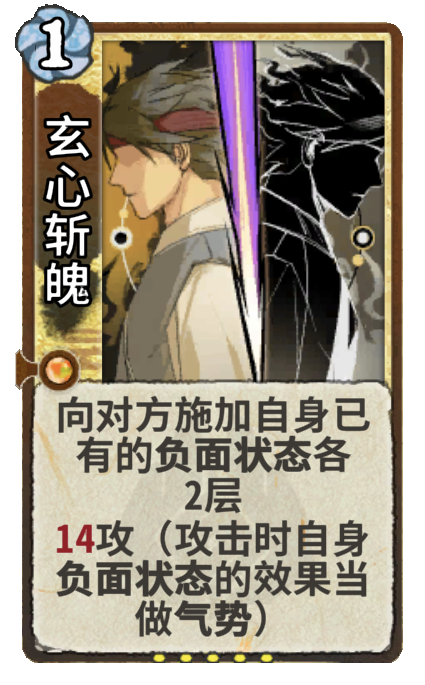 1
玄心斩魄
向对方施加自身已
有的负面状态各
2层
14攻（攻击时自身
负面状态的效果当
做气势）